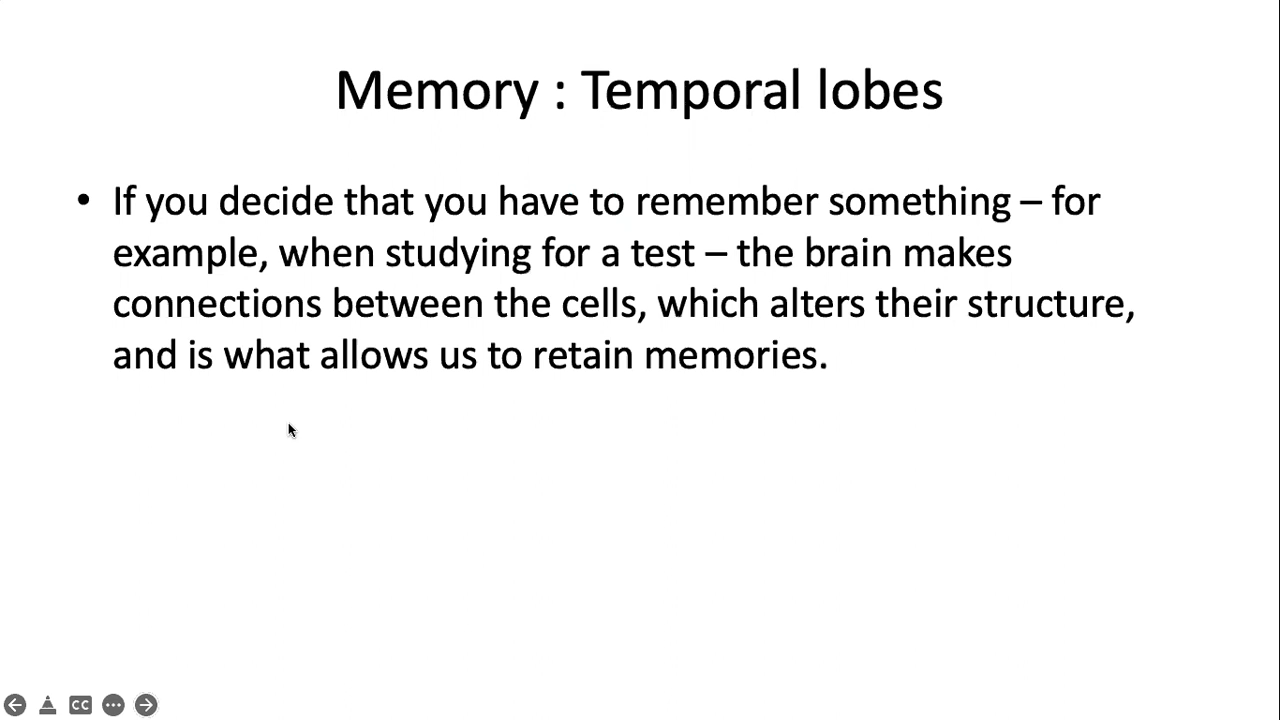 Memory : Temporal lobes
• If you decide that you have to remember something – for
example, when studying for a test – the brain makes
connections between the cells, which alters their structure,
and is what allows us to retain memories.
CC